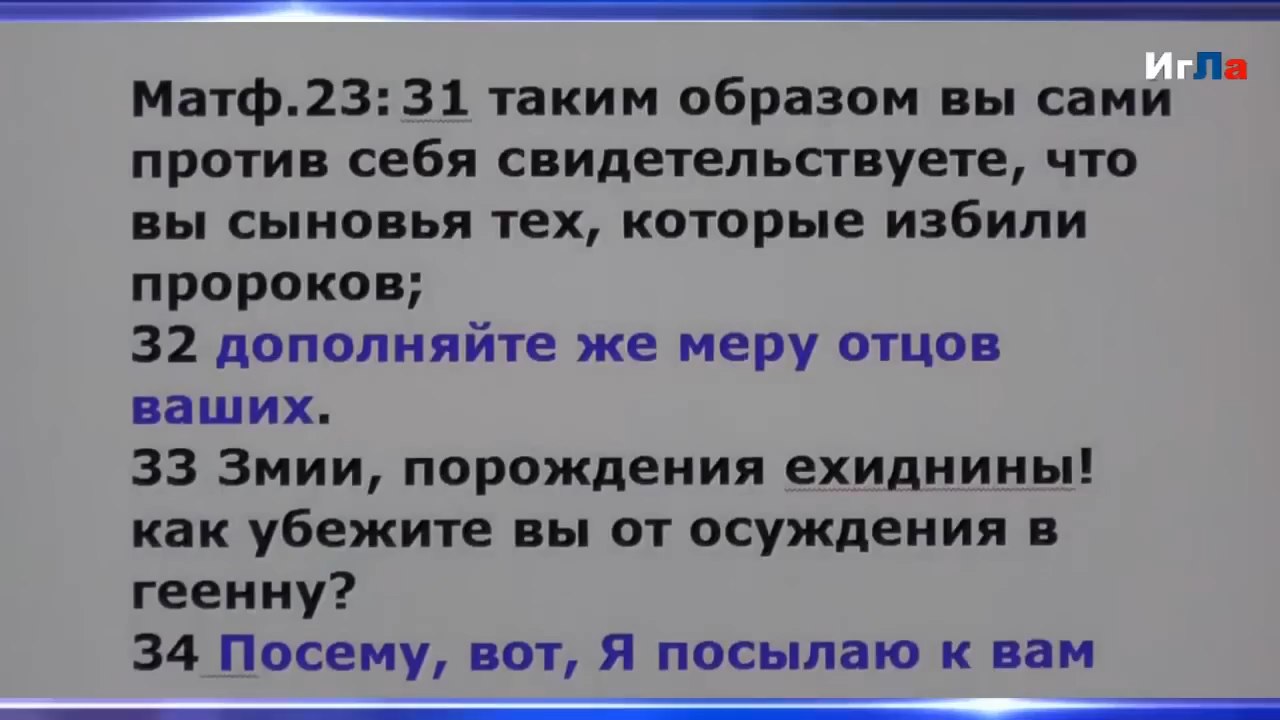 ИгЛа
Матф.23:31 таким образом вы сами
против себя свидетельствуете, что
вы сыновья тех, которые избили
пророков;
32 дополняйте же меру отцов
ваших.
33 Змии, порождения ехиднины!
как убежите вы от осуждения в
геенну?
34 Посему, вот, Я посылаю к вам